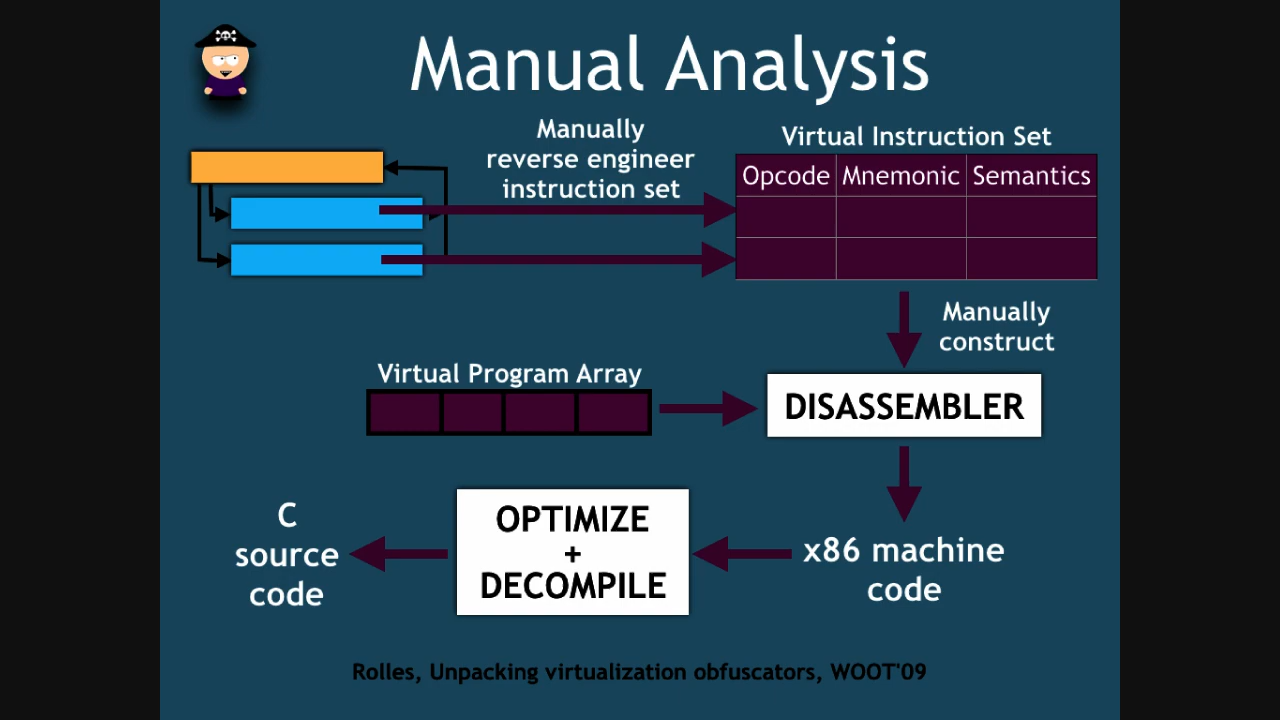 Manual Analysis
Manually
reverse engineer
instruction set
Virtual Instruction Set
Opcode Mnemonic Semantics
Manually
construct
Virtual Program Array
DISASSEMBLER
x86 machine
code
OPTIMIZE
+
DECOMPILE
C
source
code
Rolles, Unpacking virtualization obfuscators, WOOT'09